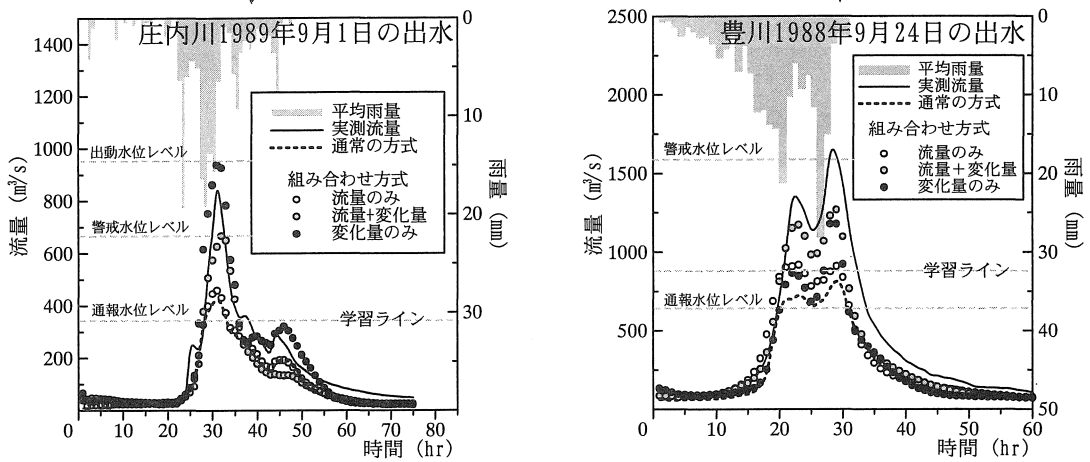 庄内川1989年9月1日の出水
1400
1200
1000
800
600
400
200
0
流量 (m³/s)
0
10
20
30
雨量 (mm)
平均雨量
実測流量
通常の方式
組み合わせ方式
流量のみ
流量+変化量
変化量のみ
出動水位レベル
警戒水位レベル
通報水位レベル
学習ライン
0 10 20 30 40 50 60 70 80
時間 (hr)
豊川1988年9月24日の出水
2500
2000
1500
1000
500
流量 (m³/s)
0
10
20
30
40
50
雨量 (mm)
平均雨量
実測流量
通常の方式
組み合わせ方式
流量のみ
流量+変化量
変化量のみ
警戒水位レベル
学習ライン
通報水位レベル
0 10 20 30 40 50 60
時間 (hr)